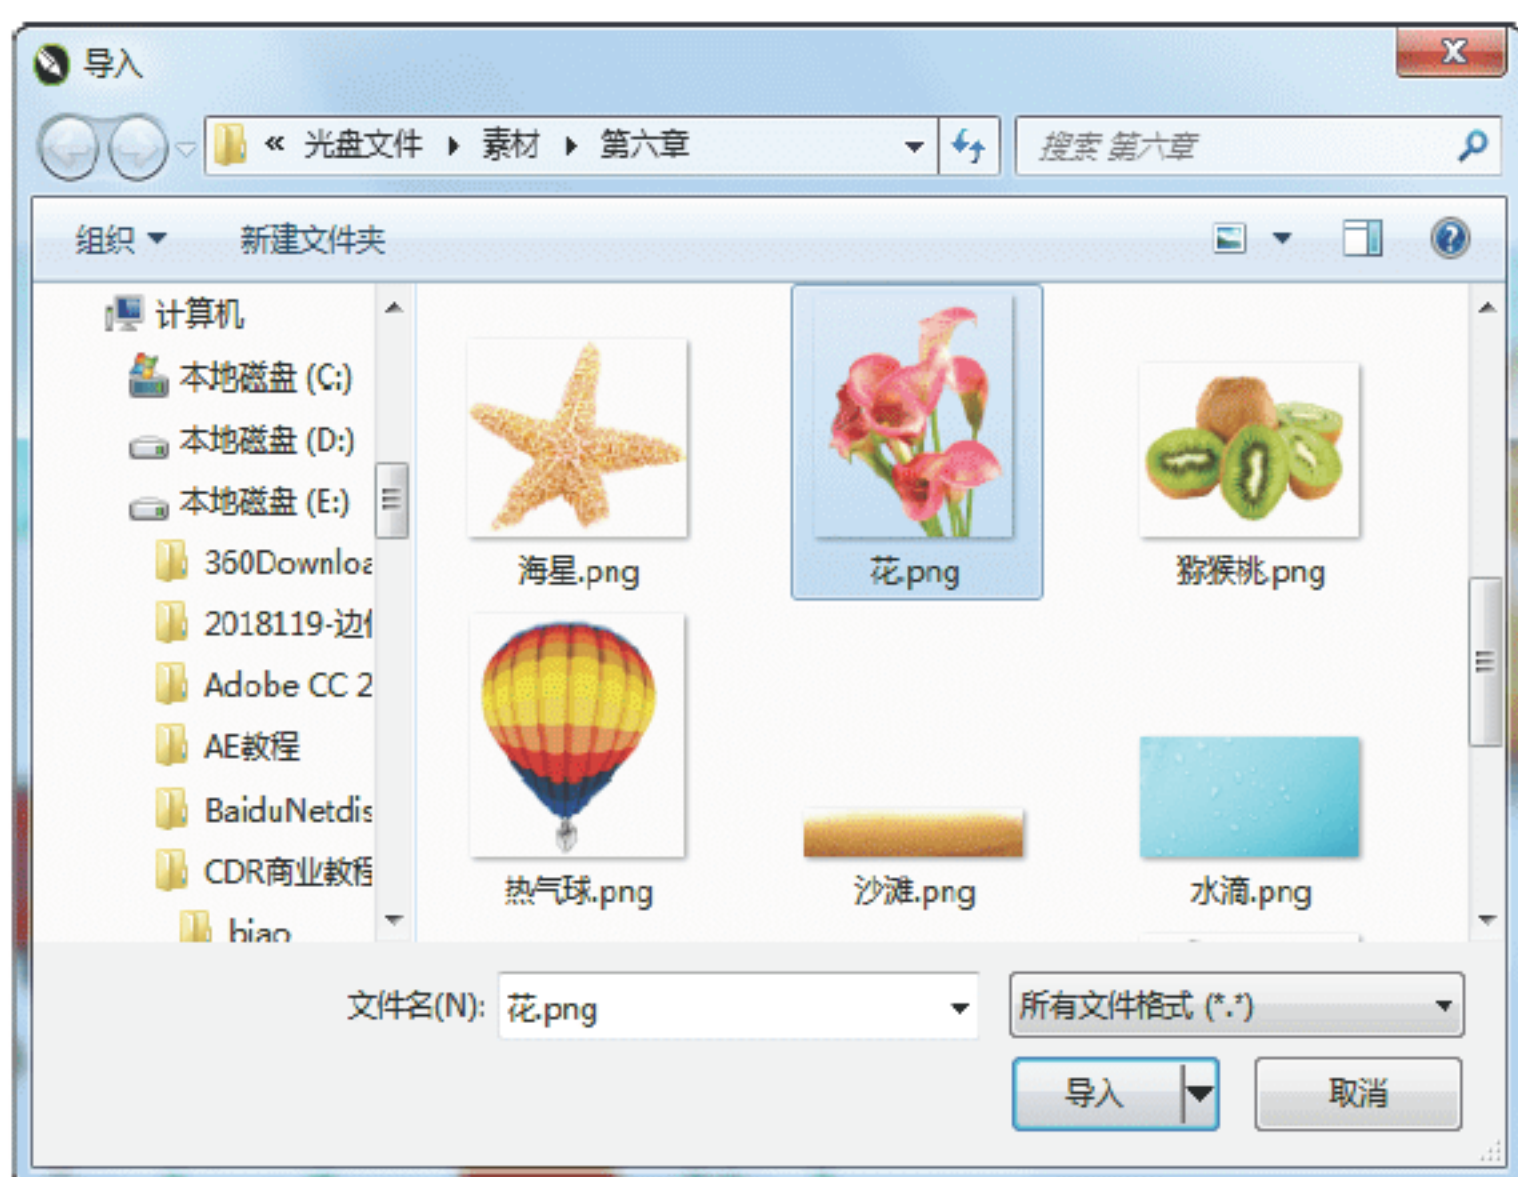 导入
« 光盘文件 ▸ 素材 ▸ 第六章
搜索 第六章
组织 新建文件夹
计算机
本地磁盘 (C:)
本地磁盘 (D:)
本地磁盘 (E:)
360Downloa
2018119-边
Adobe CC 2
AE教程
BaiduNetdis
CDR商业教程
biao
海星.png
花.png
猕猴桃.png
热气球.png
沙滩.png
水滴.png
文件名(N): 花.png
所有文件格式 (*.*)
导入
取消